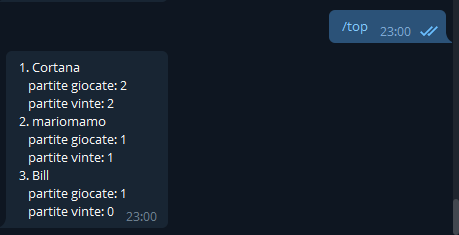 /top 23:00
1. Cortana
partite giocate: 2
partite vinte: 2
2. mariomamo
partite giocate: 1
partite vinte: 1
3. Bill
partite giocate: 1
partite vinte: 0 23:00